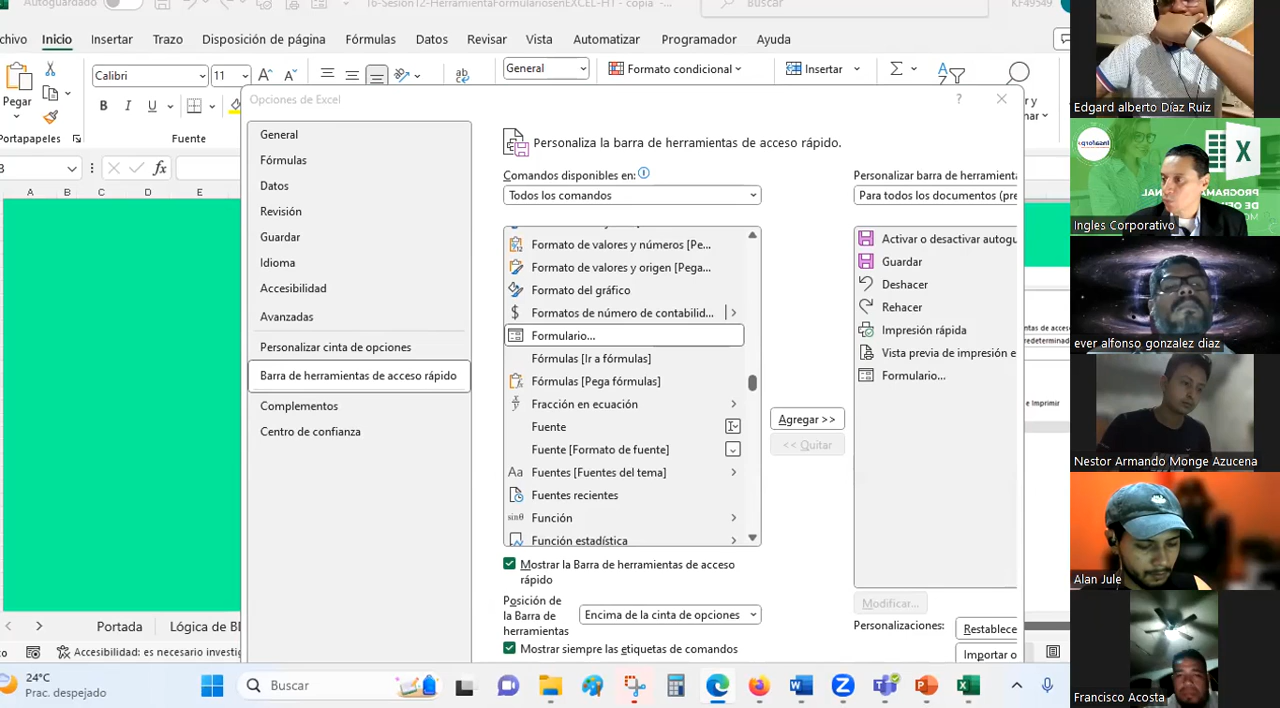 Autoguardado
16-Sesion12-HerramientaFormulariosenEXCEL-HT - copia -...
Buscar
KF49549
chivo Inicio Insertar Trazo Disposición de página Fórmulas Datos Revisar Vista Automatizar Programador Ayuda
Pegar
Calibri
11
General
Formato condicional
Insertar
Portapapeles
Fuente
A B C D E
Opciones de Excel
General
Fórmulas
Datos
Revisión
Guardar
Idioma
Accesibilidad
Avanzadas
Personalizar cinta de opciones
Barra de herramientas de acceso rápido
Complementos
Centro de confianza
Personaliza la barra de herramientas de acceso rápido.
Comandos disponibles en:
Todos los comandos
Formato de valores y números [Pe...
Formato de valores y origen [Pega...
Formato del gráfico
Formatos de número de contabilid...
Formulario...
Fórmulas [Ir a fórmulas]
Fórmulas [Pega fórmulas]
Fracción en ecuación
Fuente
Fuente [Formato de fuente]
Fuentes [Fuentes del tema]
Fuentes recientes
Función
Función estadística
Agregar >>
<< Quitar
Personalizar barra de herramienta
Para todos los documentos (pre
Activar o desactivar autogu
Guardar
Deshacer
Rehacer
Impresión rápida
Vista previa de impresión e
Formulario...
Modificar...
Personalizaciones:
Restablece
Importar o
Mostrar la Barra de herramientas de acceso
rápido
Posición de
la Barra de
herramientas
Encima de la cinta de opciones
Mostrar siempre las etiquetas de comandos
e Imprimir
Portada
Lógica de BI
Accesibilidad: es necesario investig
24°C
Prac. despejado
Buscar
Edgard alberto Díaz Ruiz
Insaforp
PROGRAMA
NAL
DE OF
Ingles Corporativo
ever alfonso gonzalez diaz
Nestor Armando Monge Azucena
Alan Jule
Francisco Acosta